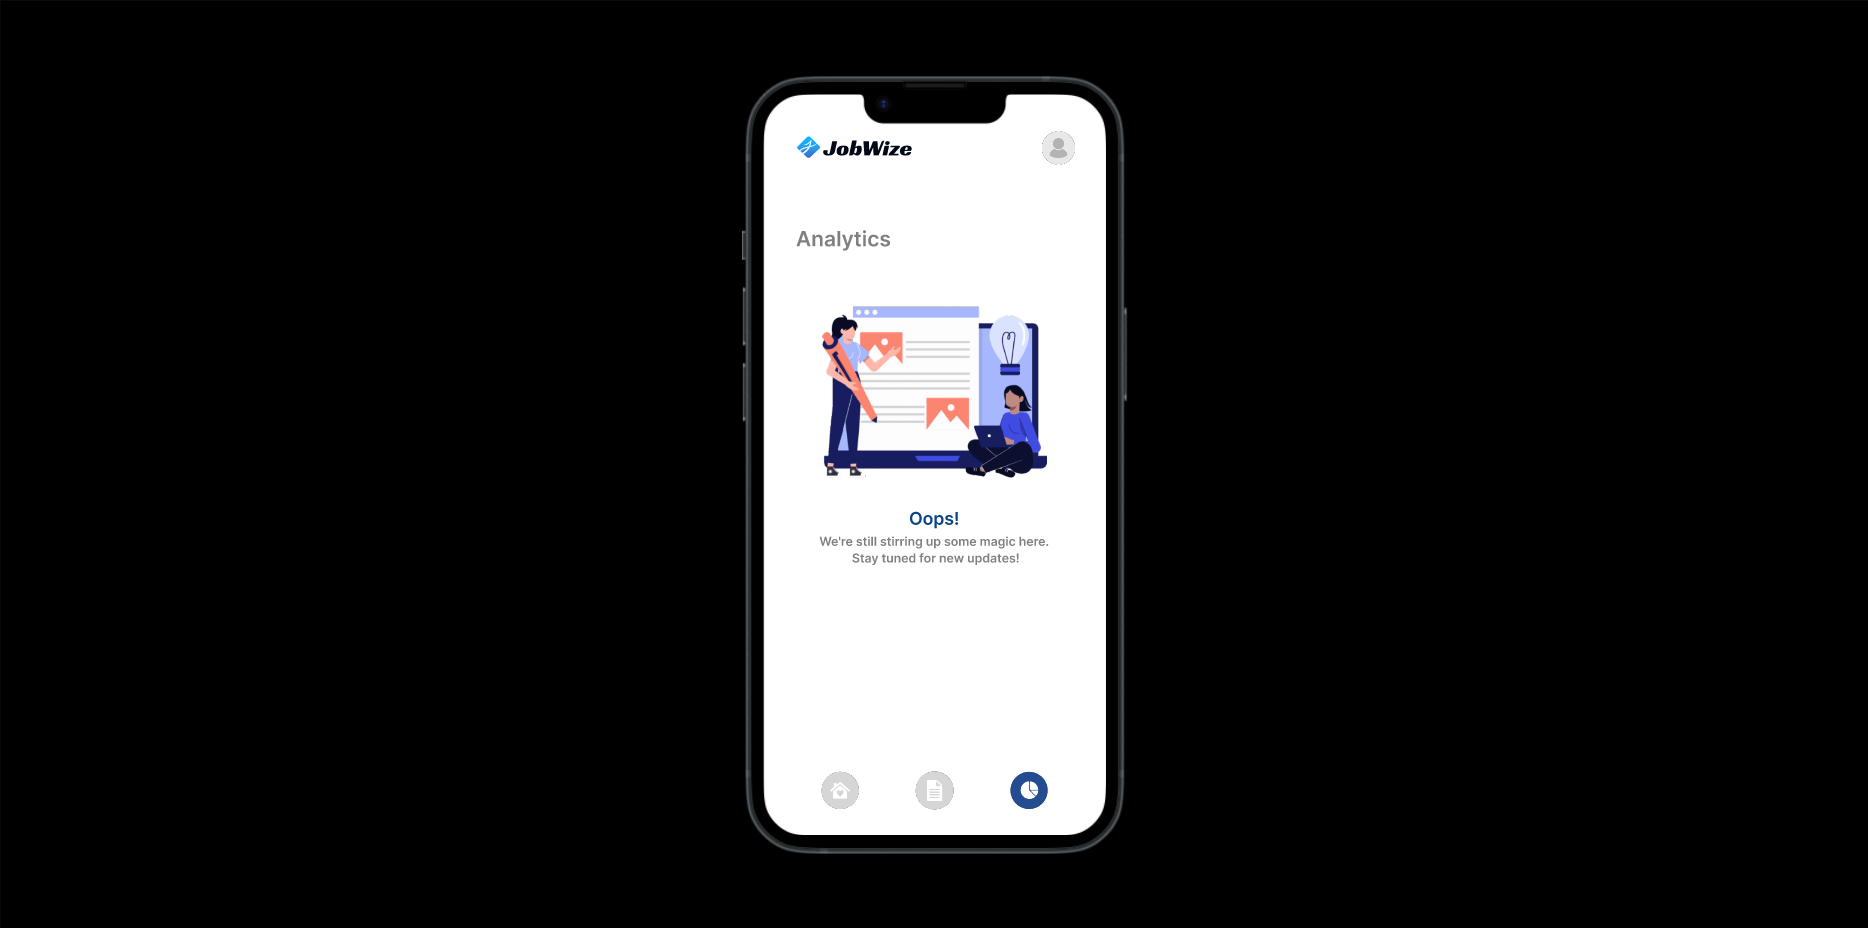 JobWize
Analytics
Oops!
We're still stirring up some magic here.
Stay tuned for new updates!